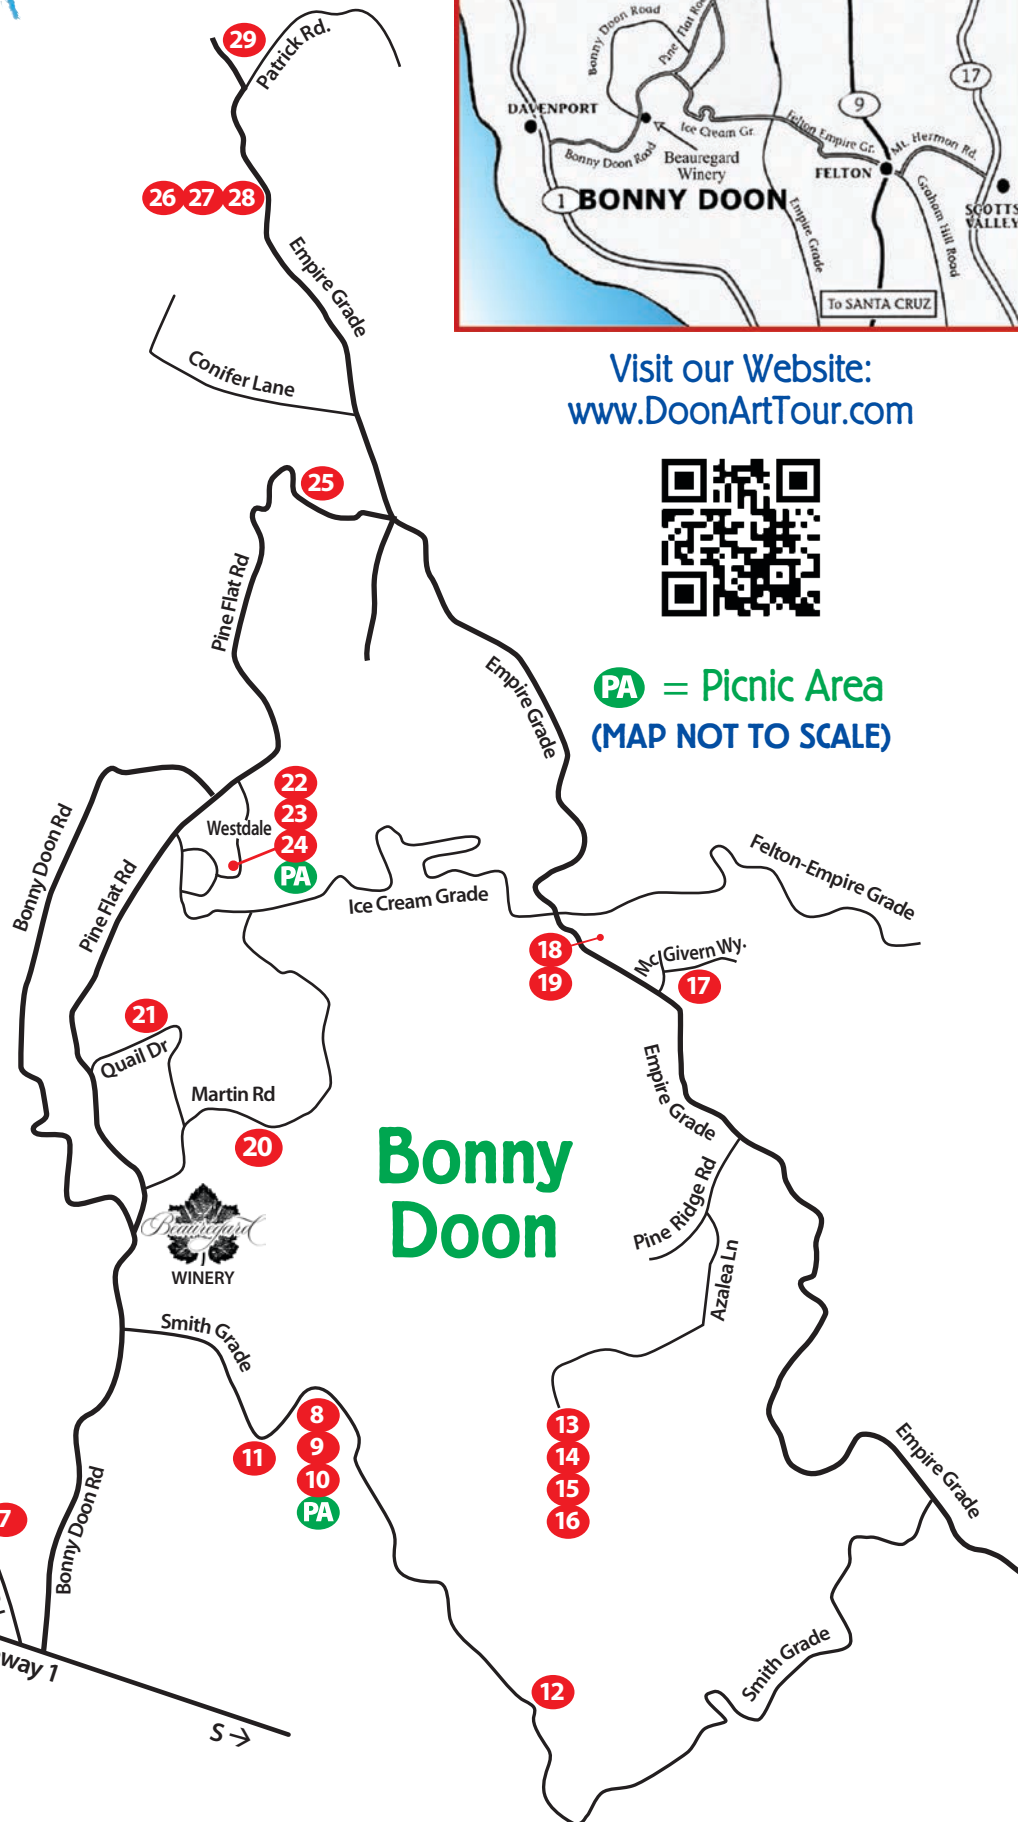 29
Patrick Rd.
26 27 28
Empire Grade
Conifer Lane
Bonny Doon Road
Pine Flat
17
9
DAVENPORT
Ice Cream Gr.
Felton Empire Gr.
Mt. Hermon Rd.
Bonny Doon Road
Beauregard
Winery
FELTON
1
BONNY DOON
Empire Grade
Graham Hill Road
SCOTTS
VALLEY
To SANTA CRUZ
Visit our Website:
www.DoonArtTour.com
25
Pine Flat Rd
Empire Grade
PA = Picnic Area
(MAP NOT TO SCALE)
22
23
24
PA
Westdale
Bonny Doon Rd
Pine Flat Rd
Ice Cream Grade
Felton-Empire Grade
18
19
Mc Givern Wy.
17
21
Quail Dr
Martin Rd
20
Empire Grade
Bonny
Doon
Pine Ridge Rd
Azalea Ln
Beauregard
WINERY
Smith Grade
8
9
10
PA
11
13
14
15
16
Empire Grade
7
Bonny Doon Rd
way 1
S →
12
Smith Grade